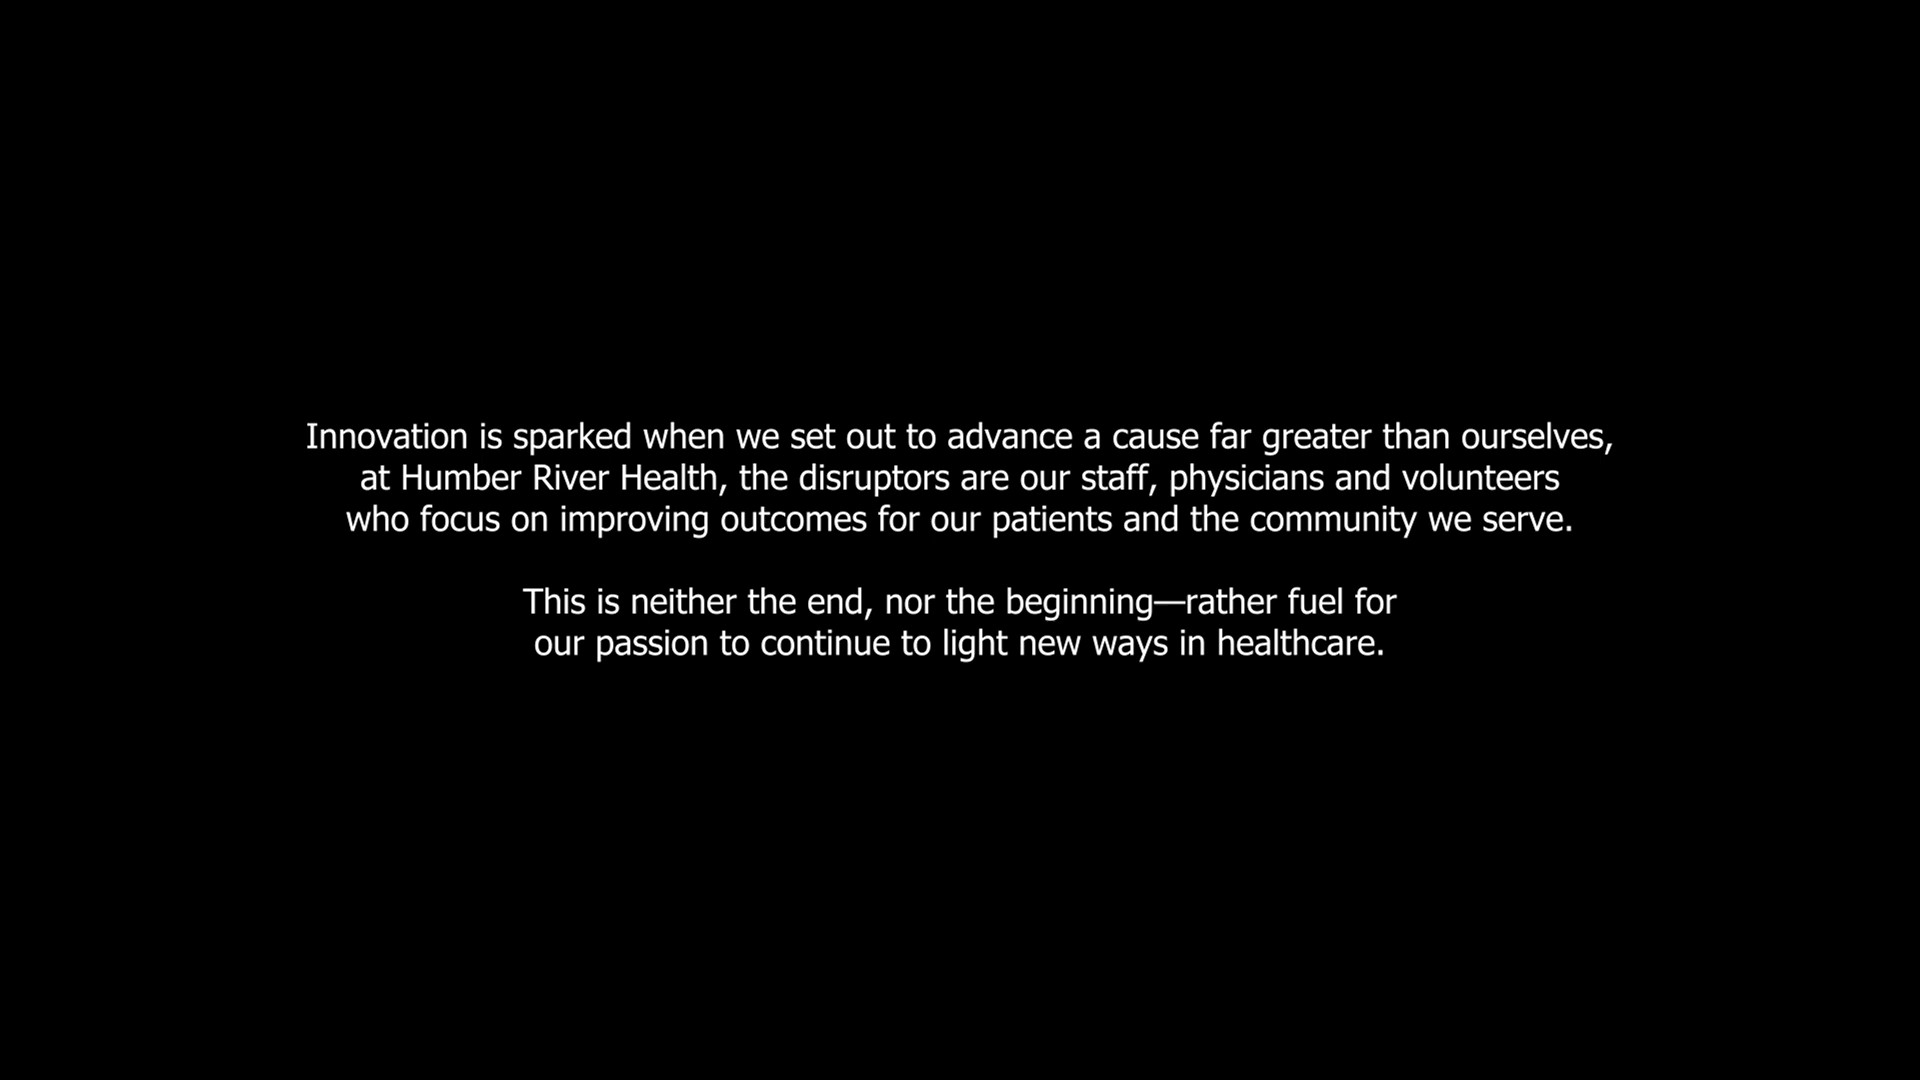 Innovation is sparked when we set out to advance a cause far greater than ourselves,
at Humber River Health, the disruptors are our staff, physicians and volunteers
who focus on improving outcomes for our patients and the community we serve.
This is neither the end, nor the beginning—rather fuel for
our passion to continue to light new ways in healthcare.